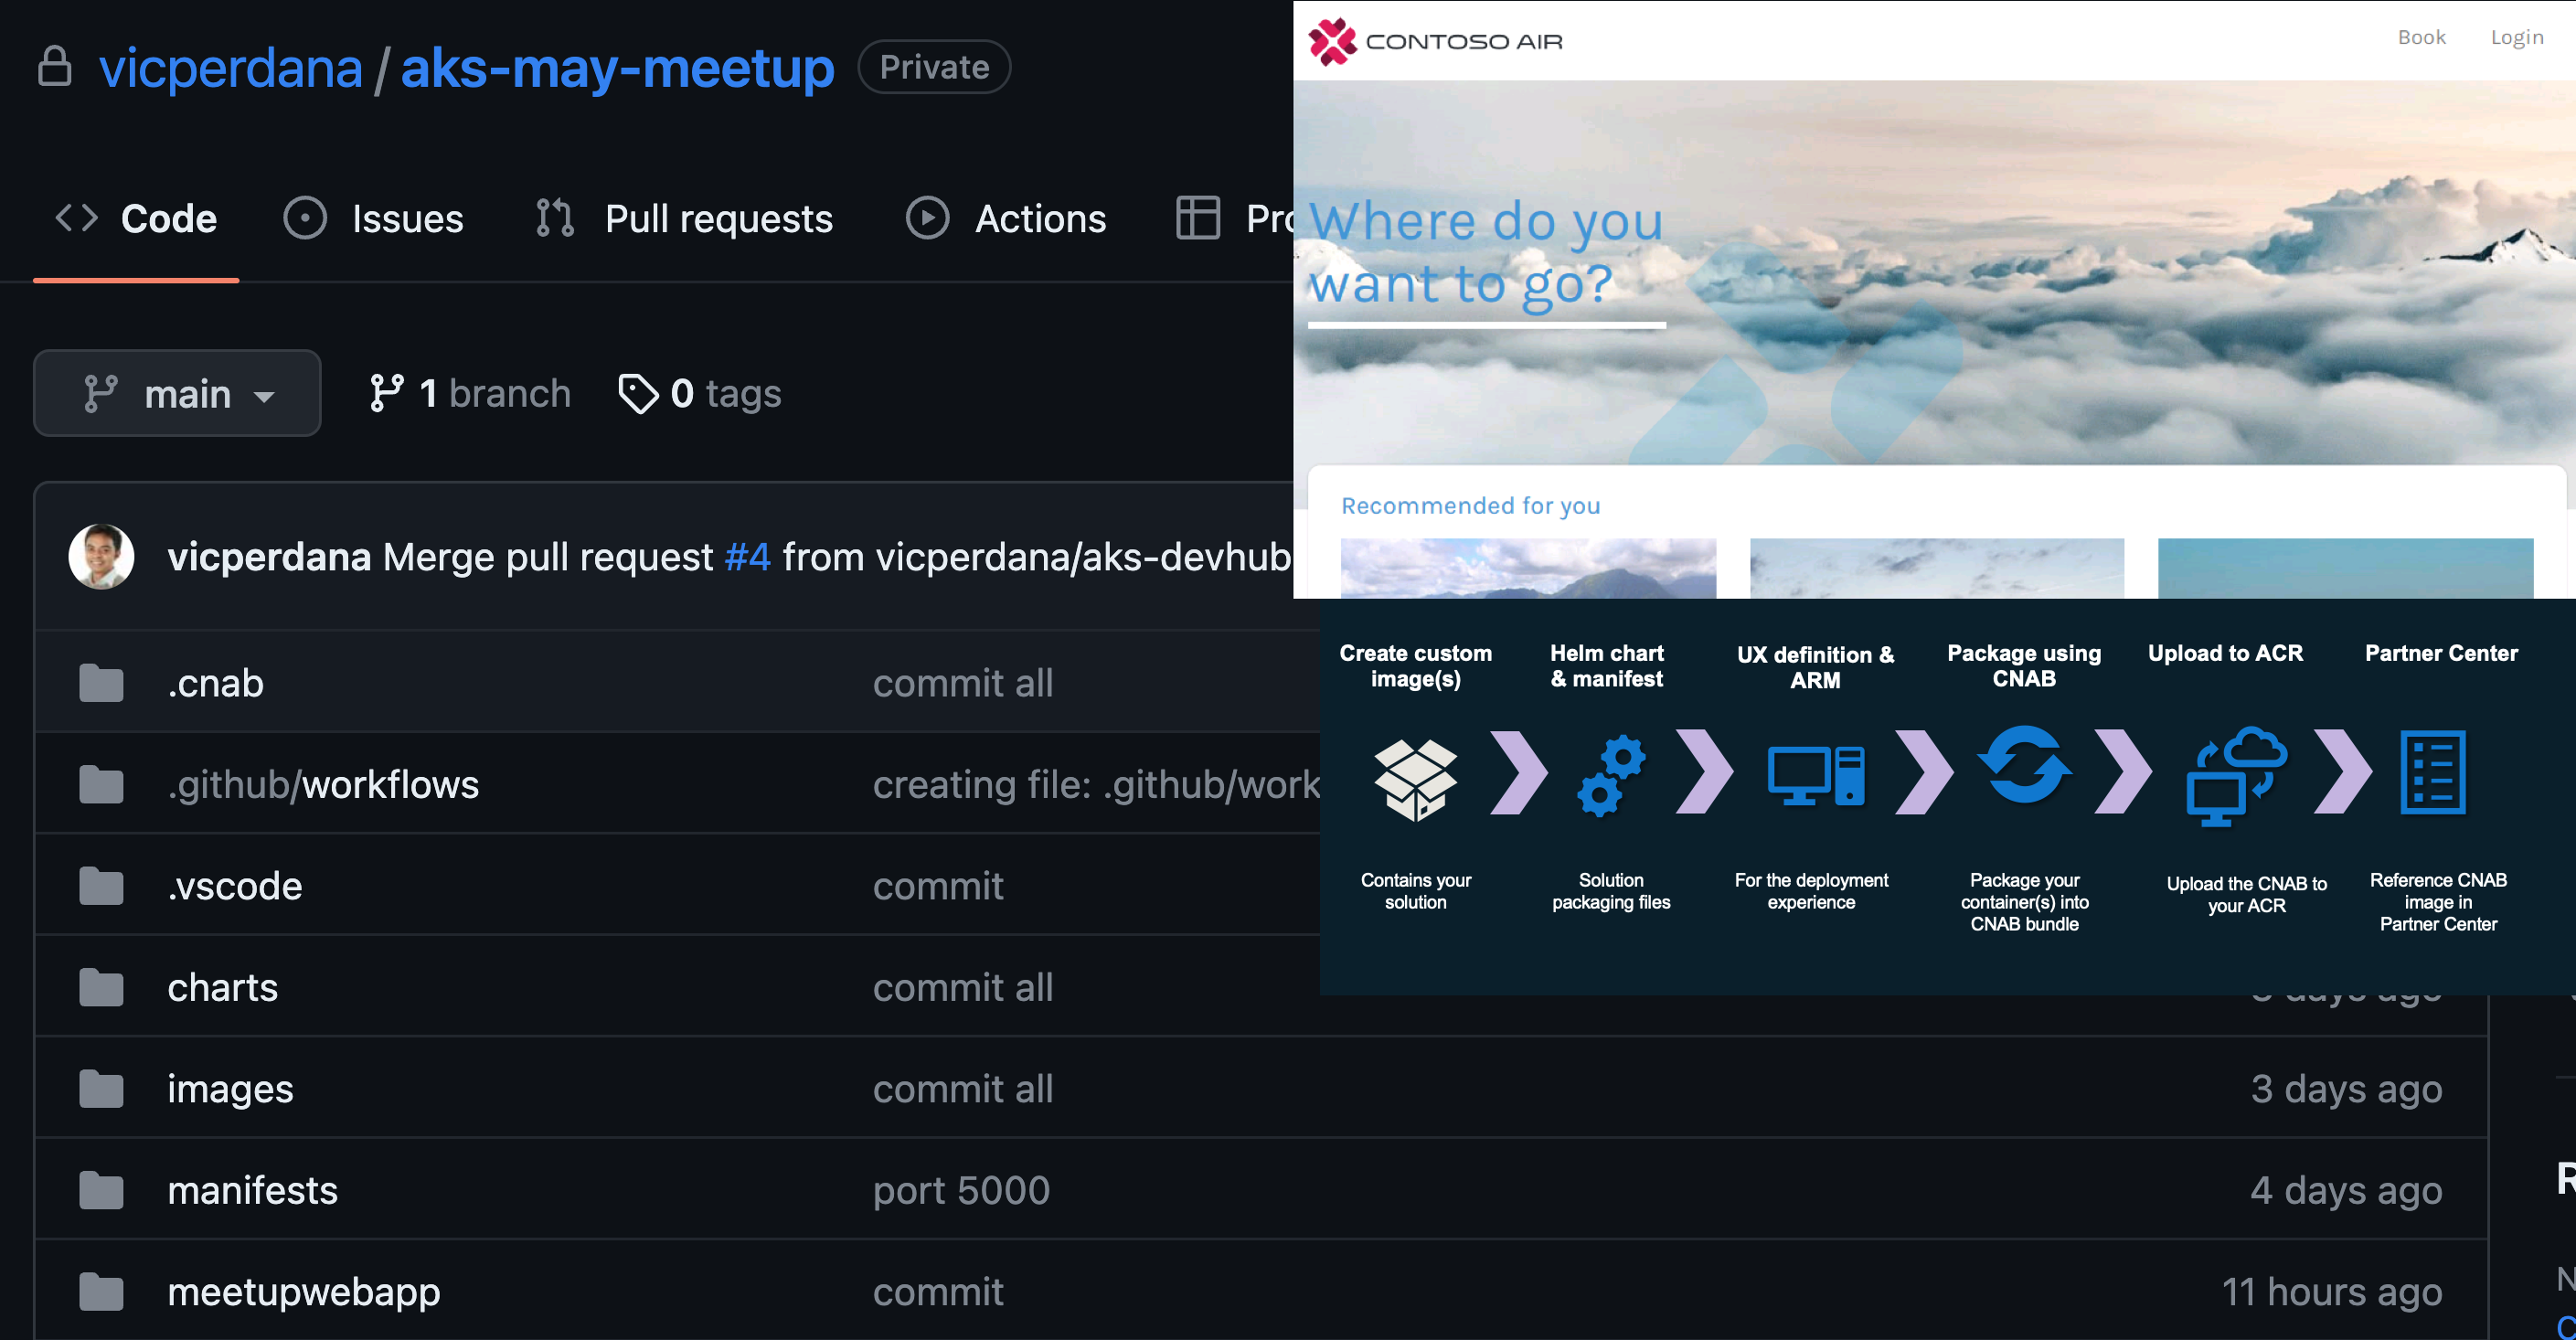 vicperdana / aks-may-meetup Private
Code Issues Pull requests Actions
main 1 branch 0 tags
vicperdana Merge pull request #4 from vicperdana/aks-devhub
.cnab commit all
.github/workflows creating file: .github/work
.vscode commit
charts commit all
images commit all 3 days ago
manifests port 5000 4 days ago
meetupwebapp commit 11 hours ago
CONTOSO AIR Book Login
Where do you
want to go?
Recommended for you
Create custom
image(s)
Contains your
solution
Helm chart
& manifest
Solution
packaging files
UX definition &
ARM
For the deployment
experience
Package using
CNAB
Package your
container(s) into
CNAB bundle
Upload to ACR
Upload the CNAB to
your ACR
Partner Center
Reference CNAB
image in
Partner Center